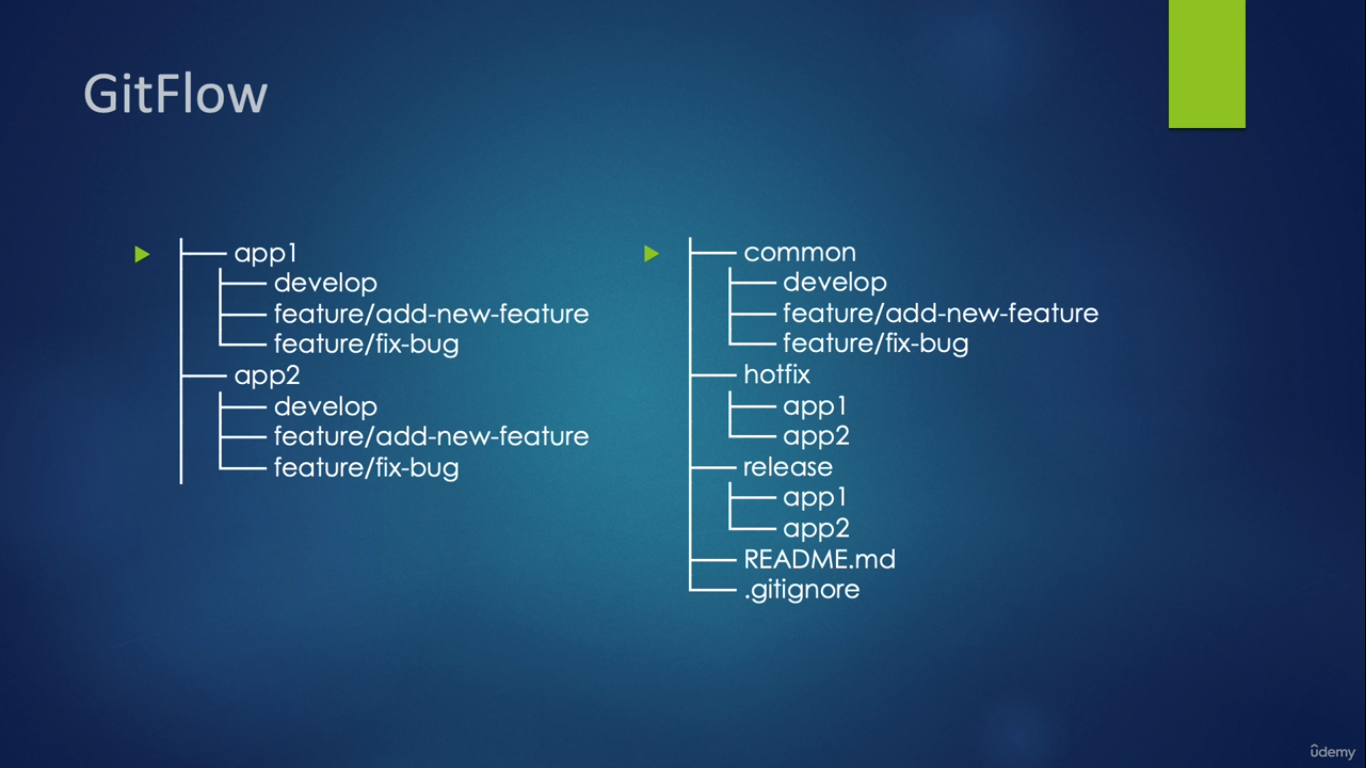 GitFlow
app1
develop
feature/add-new-feature
feature/fix-bug
app2
develop
feature/add-new-feature
feature/fix-bug
common
develop
feature/add-new-feature
feature/fix-bug
hotfix
app1
app2
release
app1
app2
README.md
.gitignore
ûdemy